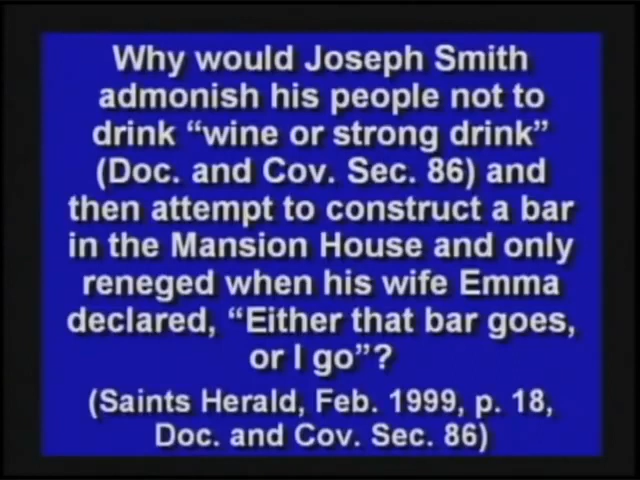 Why would Joseph Smith
admonish his people not to
drink “wine or strong drink”
(Doc. and Cov. Sec. 86) and
then attempt to construct a bar
in the Mansion House and only
reneged when his wife Emma
declared, “Either that bar goes,
or I go”?
(Saints Herald, Feb. 1999, p. 18,
Doc. and Cov. Sec. 86)